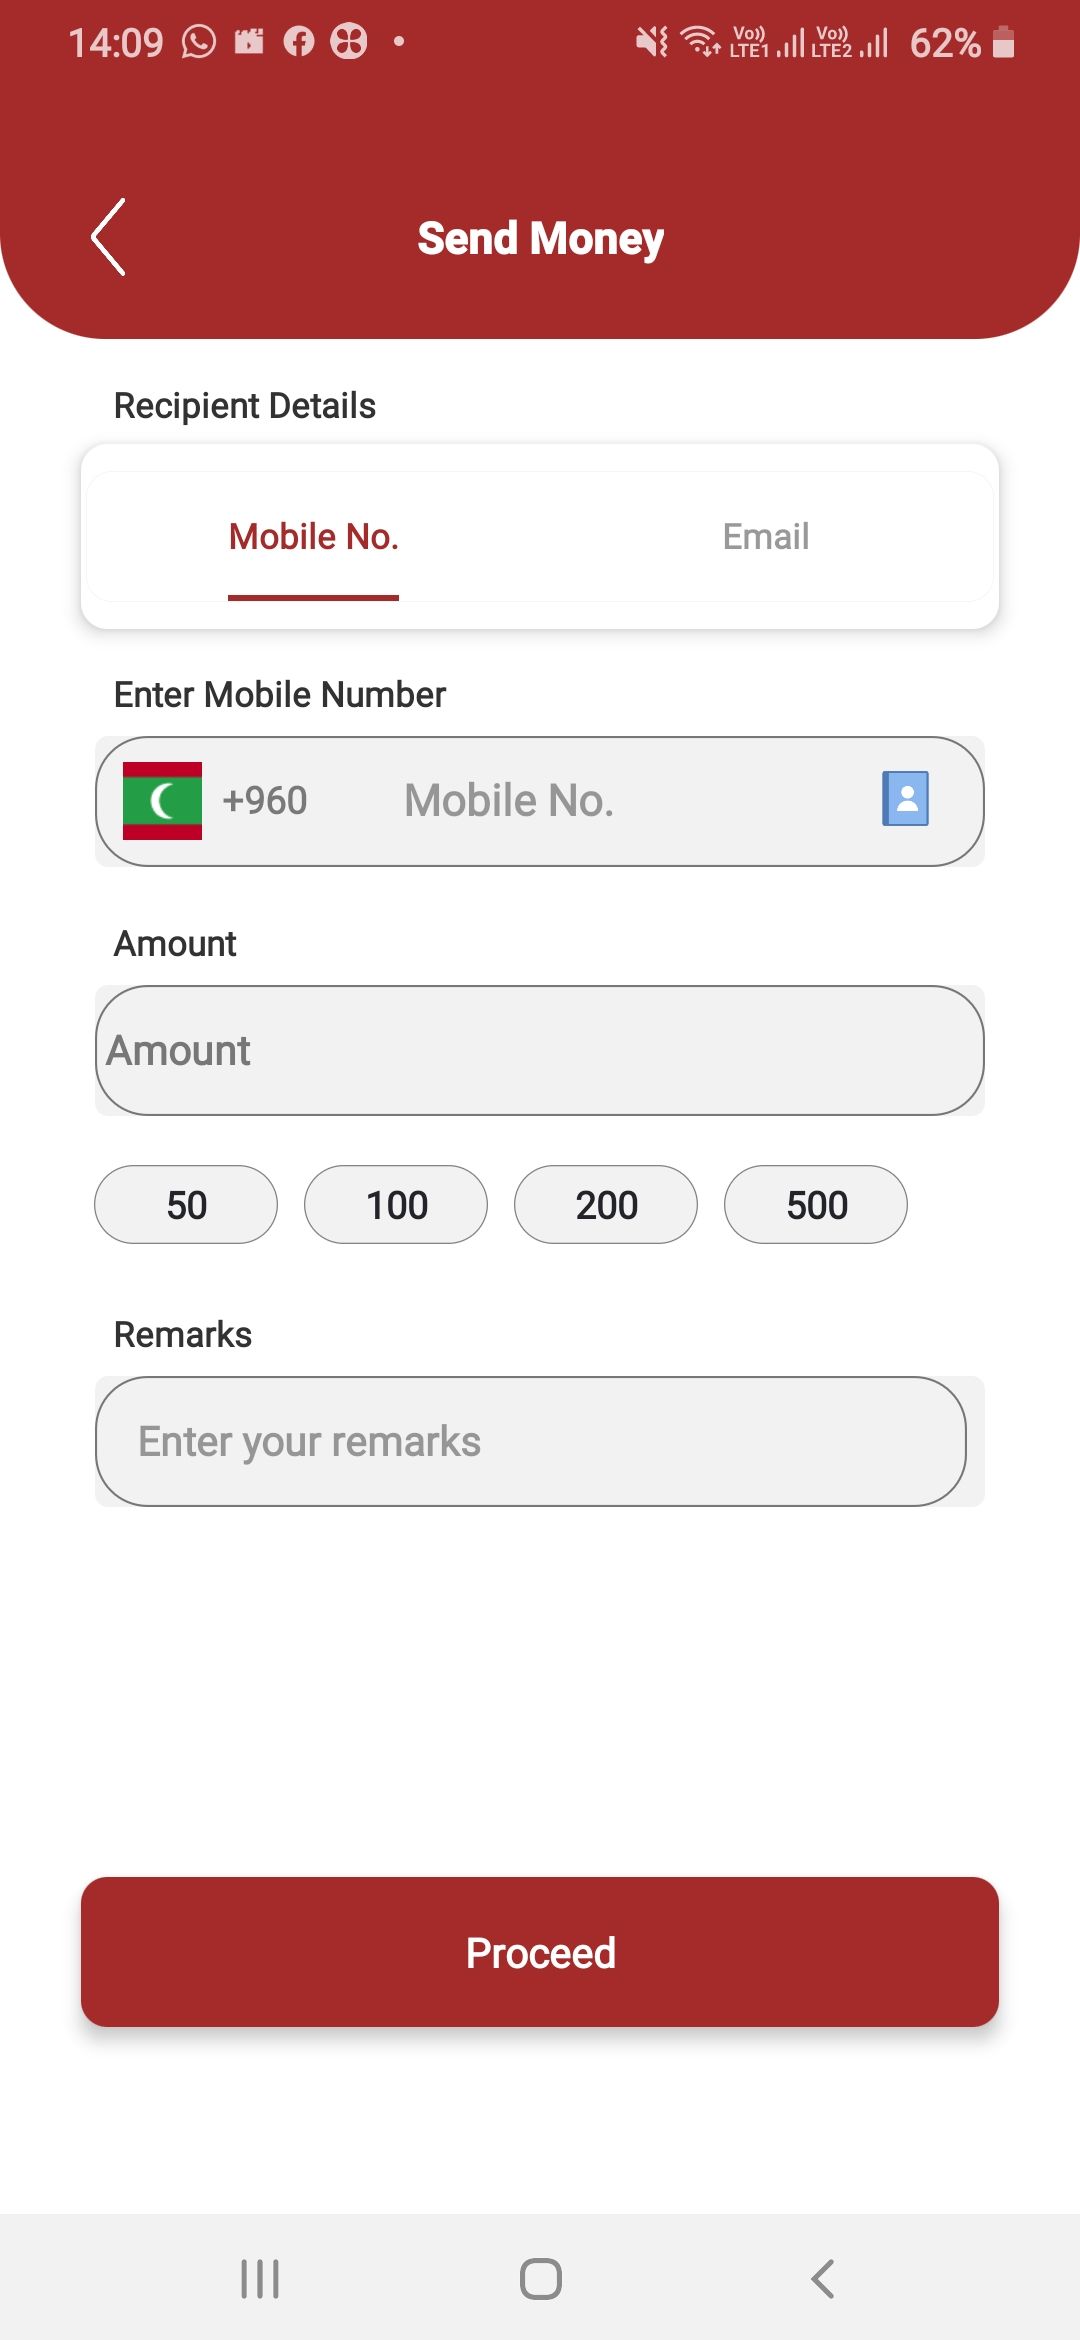 14:09
Vo)) LTE1 Vo)) LTE2 62%
Send Money
Recipient Details
Mobile No. Email
Enter Mobile Number
+960 Mobile No.
Amount
Amount
50 100 200 500
Remarks
Enter your remarks
Proceed